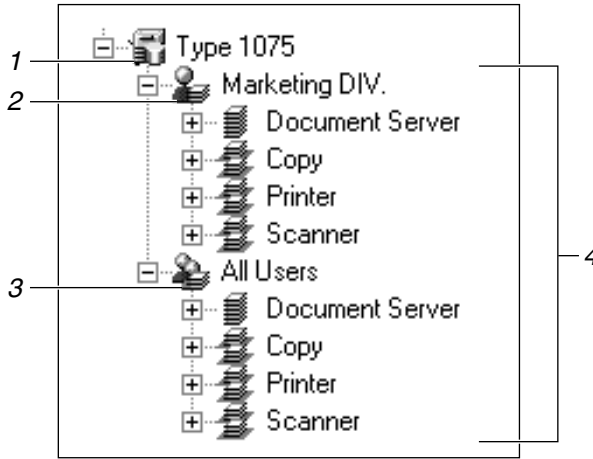 Type 1075
1
Marketing DIV.
2
Document Server
Copy
Printer
Scanner
4
All Users
3
Document Server
Copy
Printer
Scanner